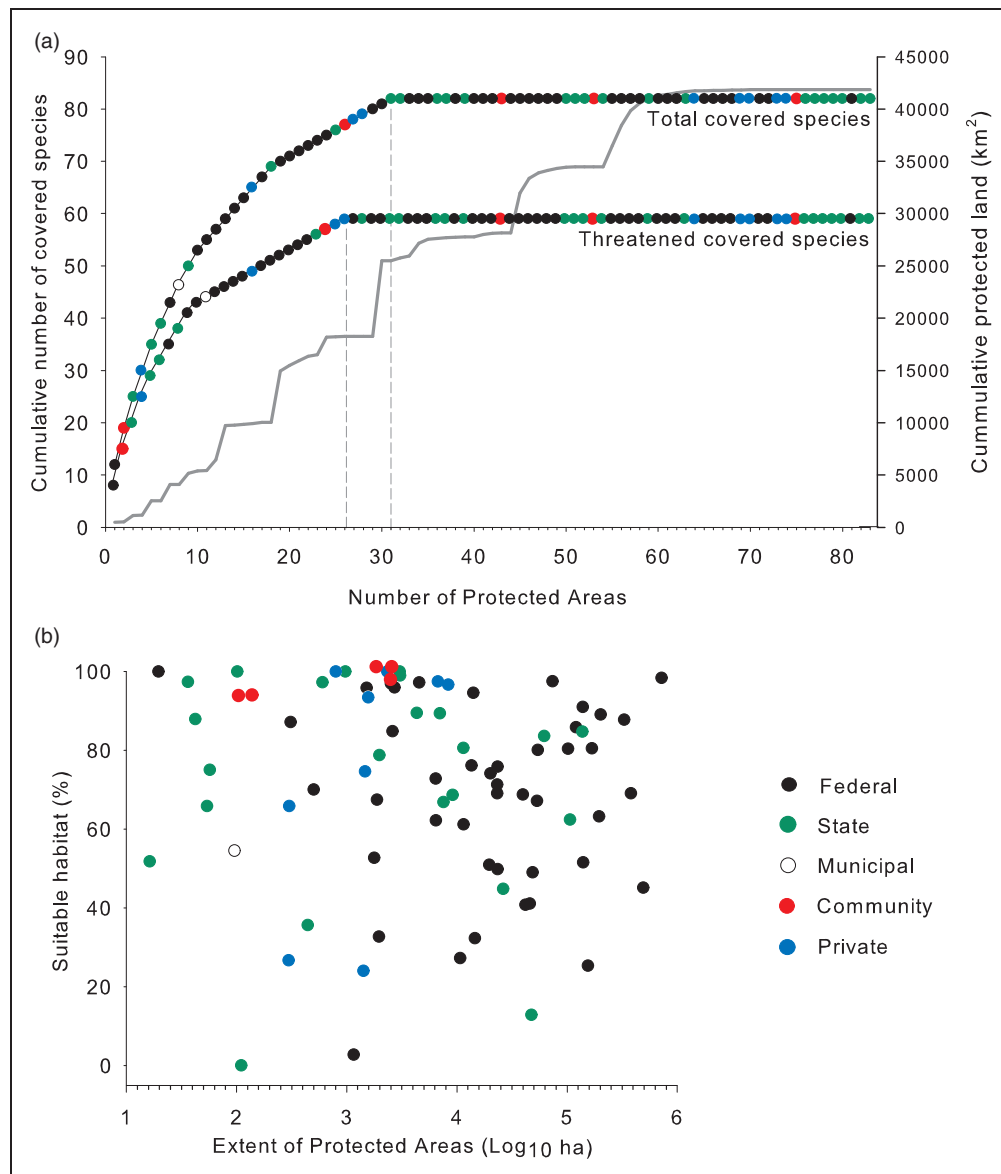 (a)
90
80
70
60
50
40
30
20
10
0
Cumulative number of covered species
45000
40000
35000
30000
25000
20000
15000
10000
5000
0
Cummulative protected land (km²)
Total covered species
Threatened covered species
0 10 20 30 40 50 60 70 80
Number of Protected Areas
(b)
100
80
60
40
20
0
Suitable habitat (%)
1 2 3 4 5 6
Extent of Protected Areas (Log₁₀ ha)
Federal
State
Municipal
Community
Private